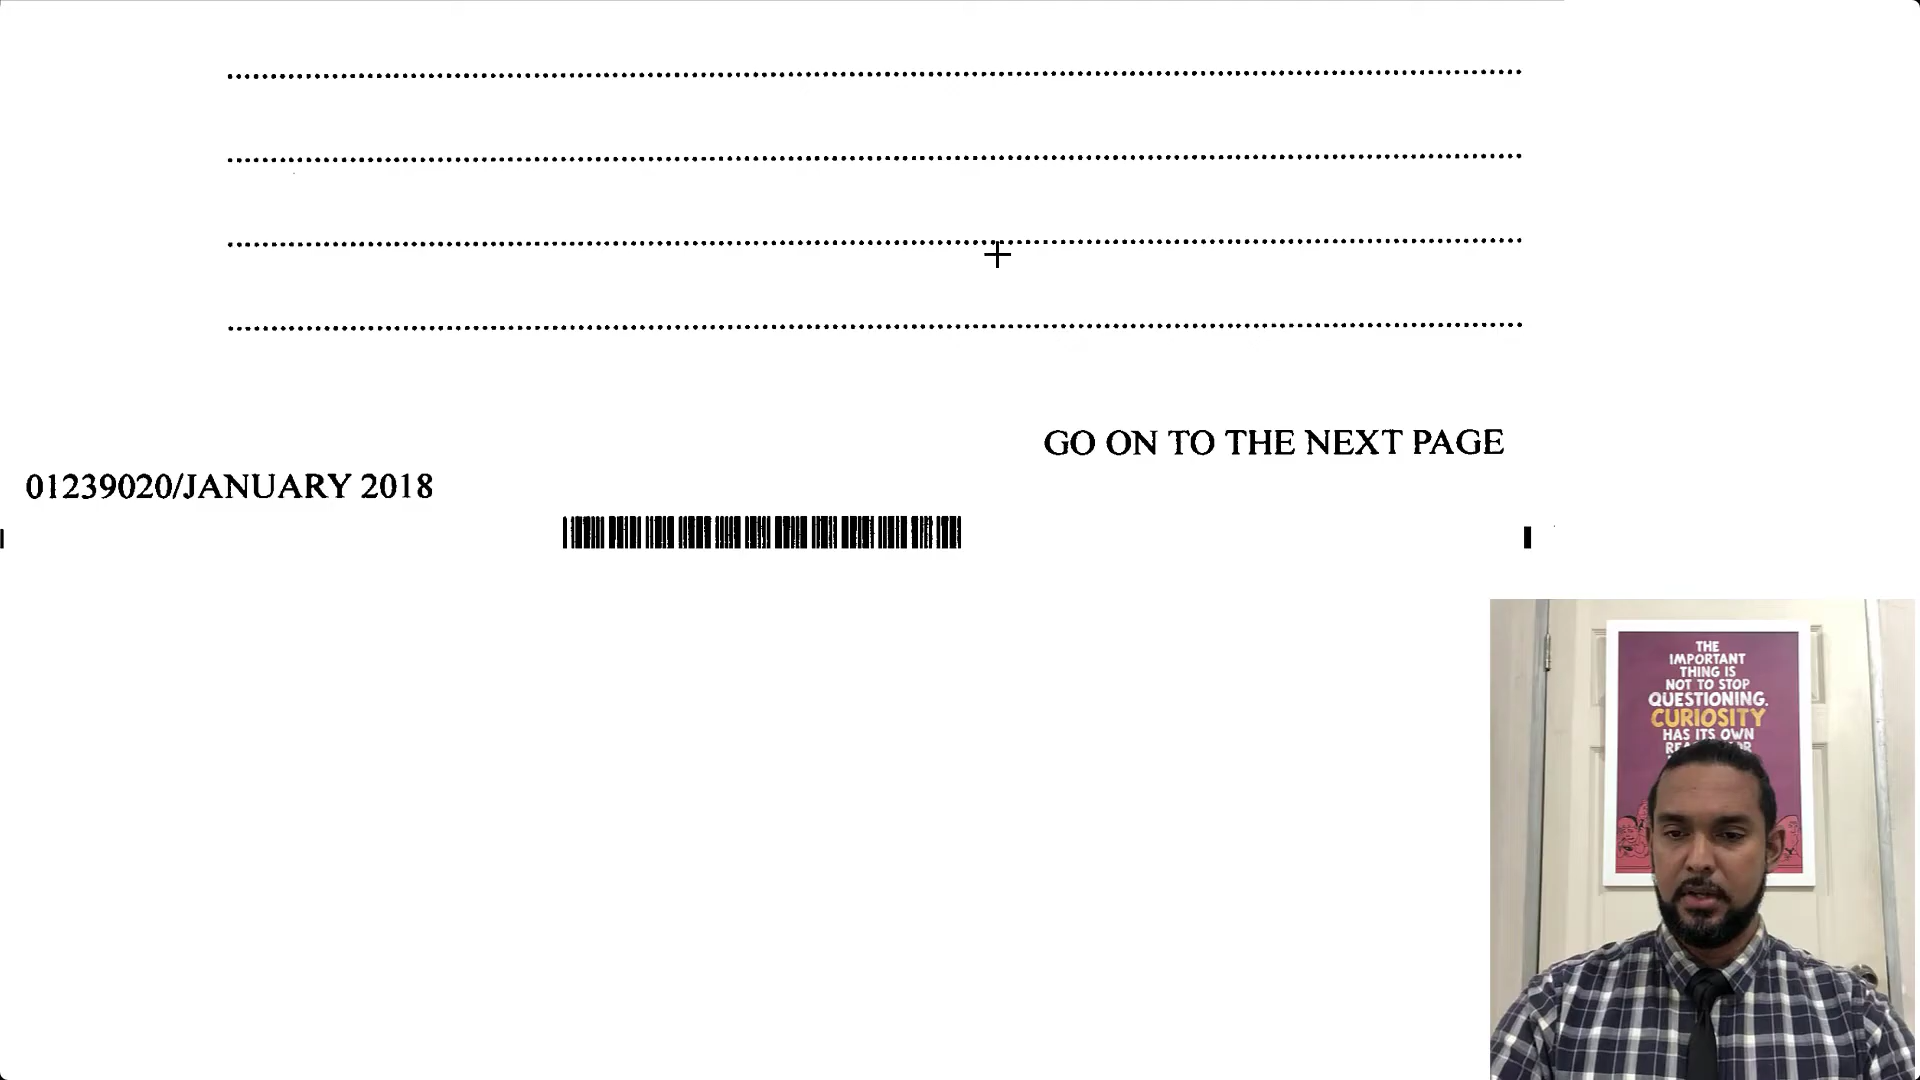 GO ON TO THE NEXT PAGE
01239020/JANUARY 2018
THE
IMPORTANT
THING IS
NOT TO STOP
QUESTIONING.
CURIOSITY
HAS ITS OWN